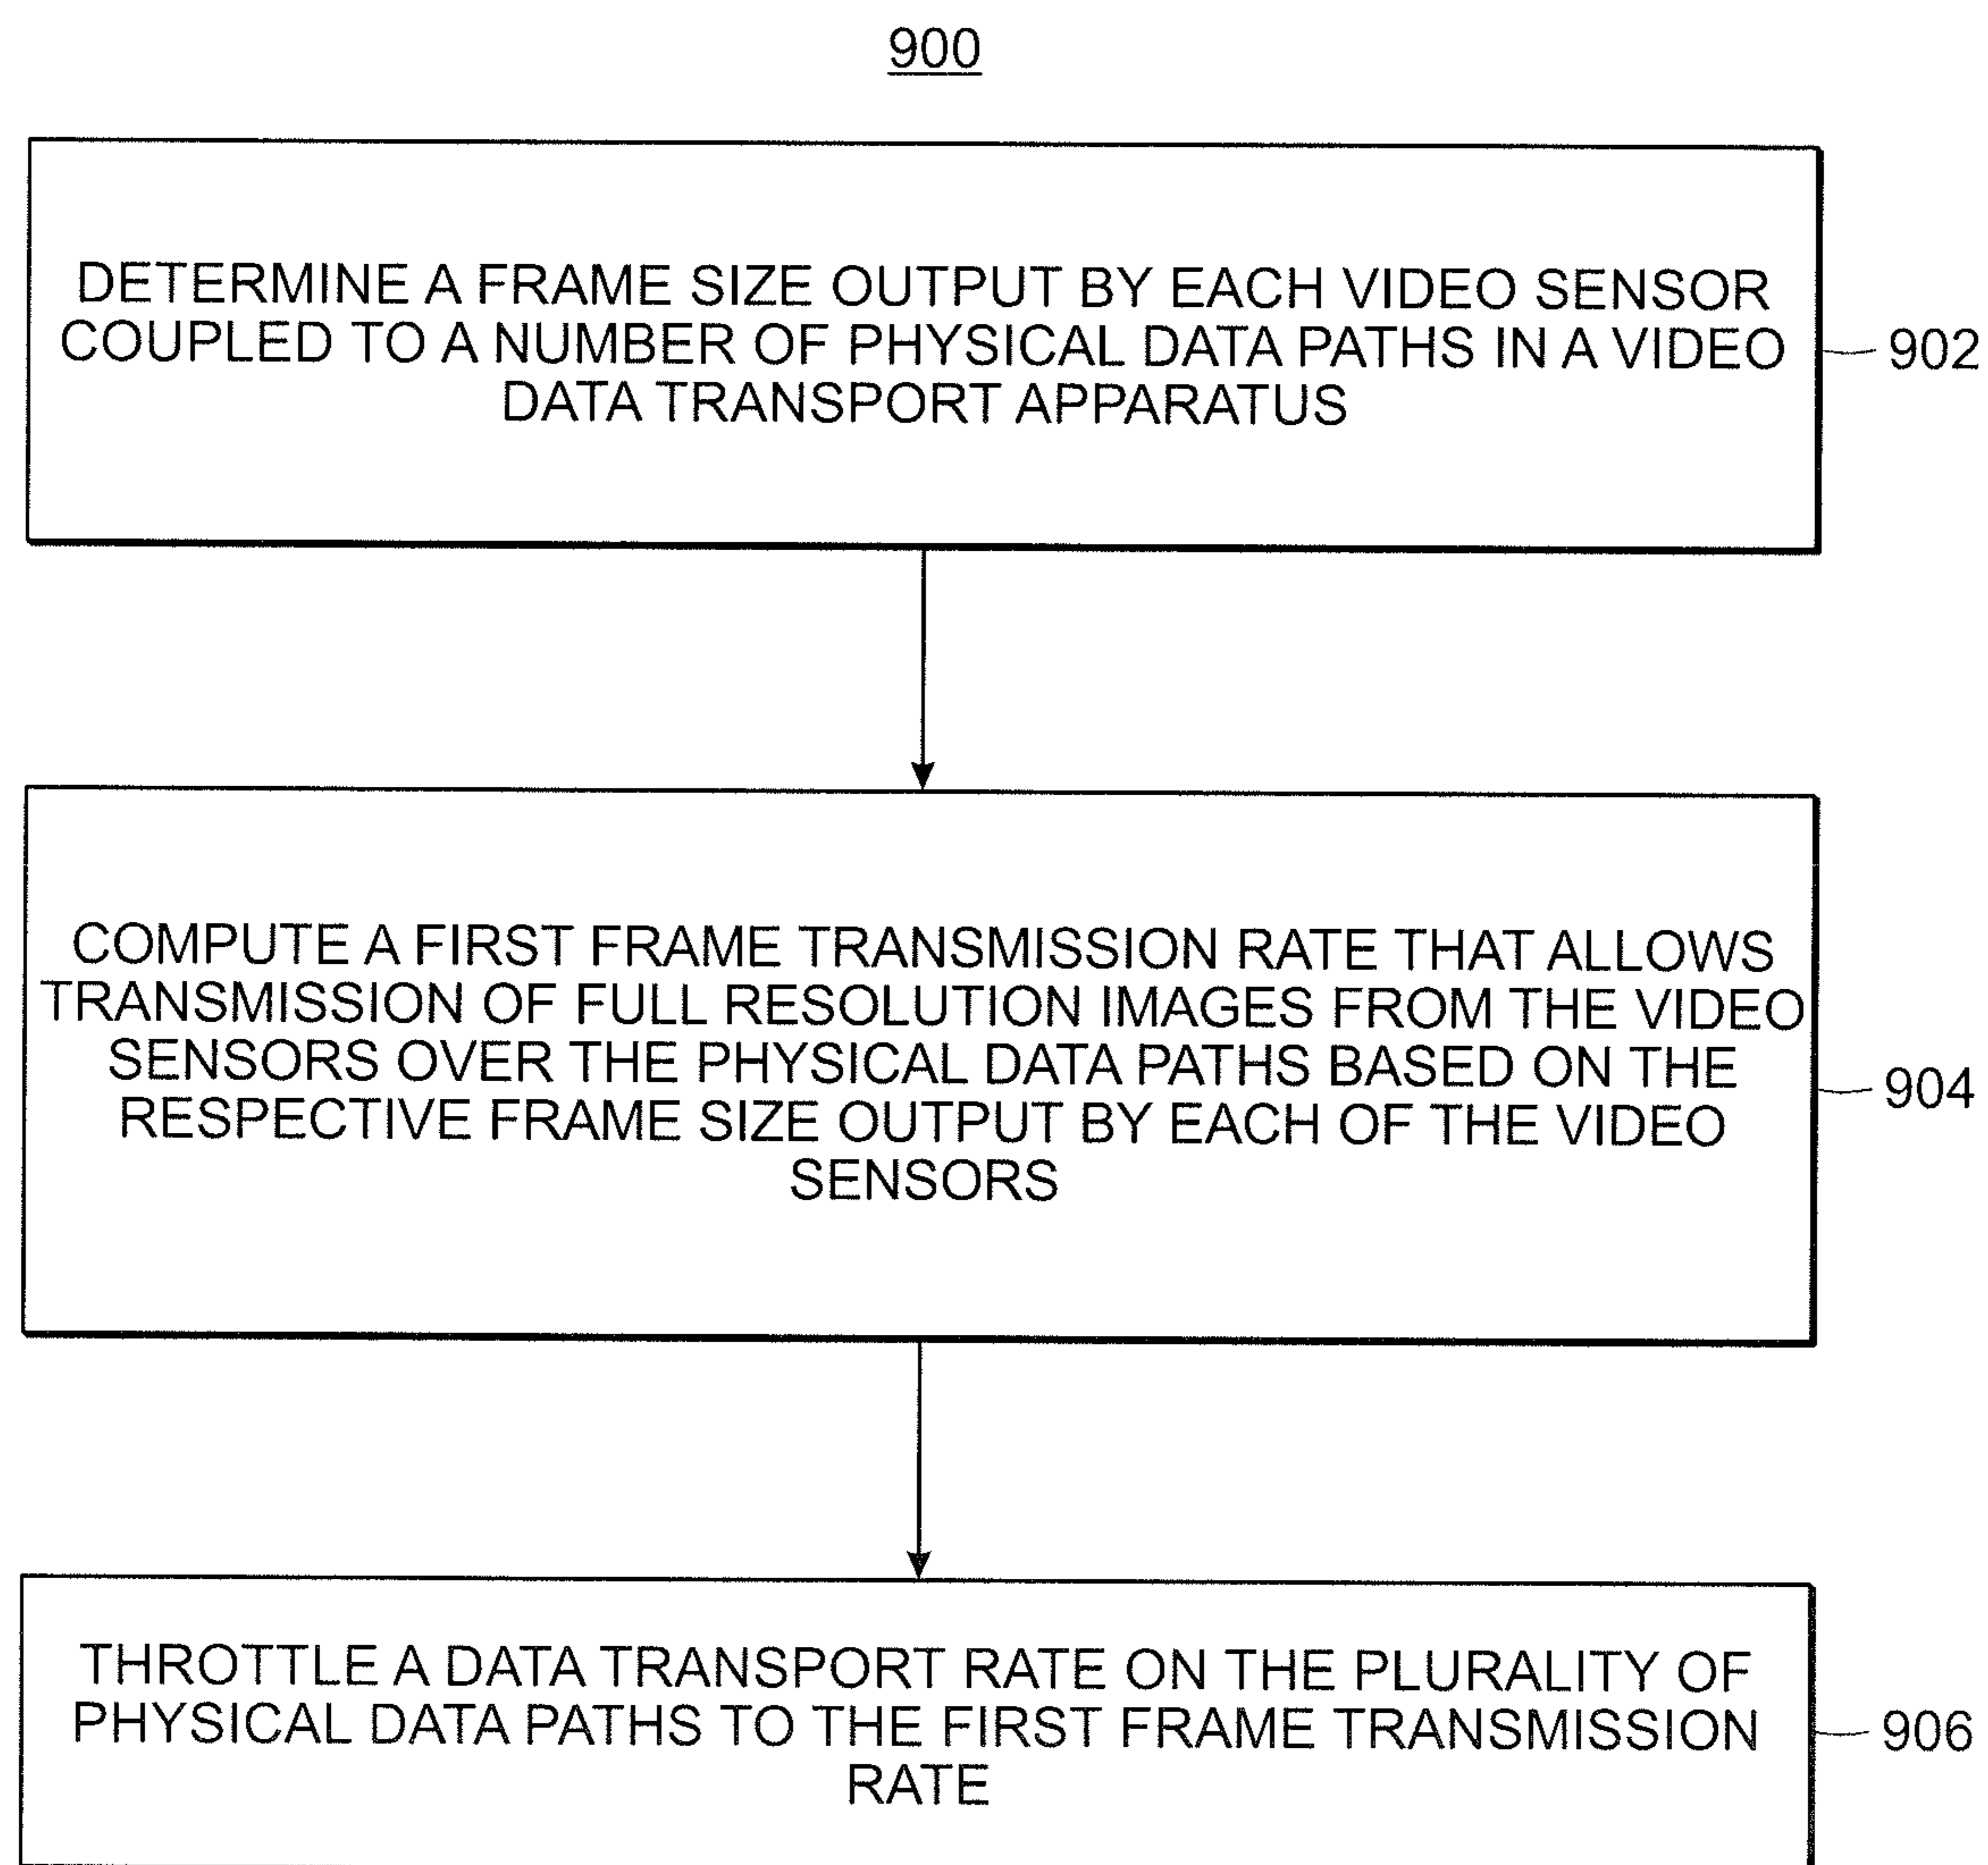 900
DETERMINE A FRAME SIZE OUTPUT BY EACH VIDEO SENSOR
COUPLED TO A NUMBER OF PHYSICAL DATA PATHS IN A VIDEO
DATA TRANSPORT APPARATUS
902
COMPUTE A FIRST FRAME TRANSMISSION RATE THAT ALLOWS
TRANSMISSION OF FULL RESOLUTION IMAGES FROM THE VIDEO
SENSORS OVER THE PHYSICAL DATA PATHS BASED ON THE
RESPECTIVE FRAME SIZE OUTPUT BY EACH OF THE VIDEO
SENSORS
904
THROTTLE A DATA TRANSPORT RATE ON THE PLURALITY OF
PHYSICAL DATA PATHS TO THE FIRST FRAME TRANSMISSION
RATE
906